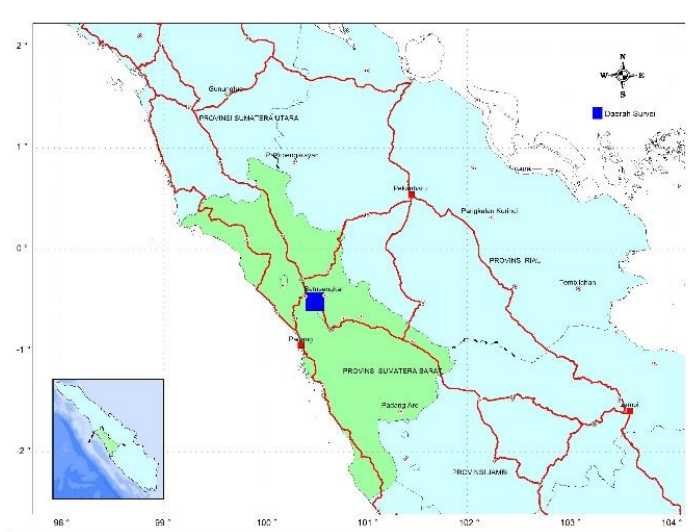 2 °
N
W E
S
Gunungtua
Daerah Survei
PROVINSI SUMATERA UTARA
1 °
Pasirpengarayan
Pekanbaru
Pangkalan Kerinci
0 °
PROVINSI RIAU
Tembilahan
Batusangkar
Padang
-1 °
PROVINSI SUMATERA BARAT
Padang Aro
Jambi
-2 °
PROVINSI JAMBI
98 ° 99 ° 100 ° 101 ° 102 ° 103 ° 104 °